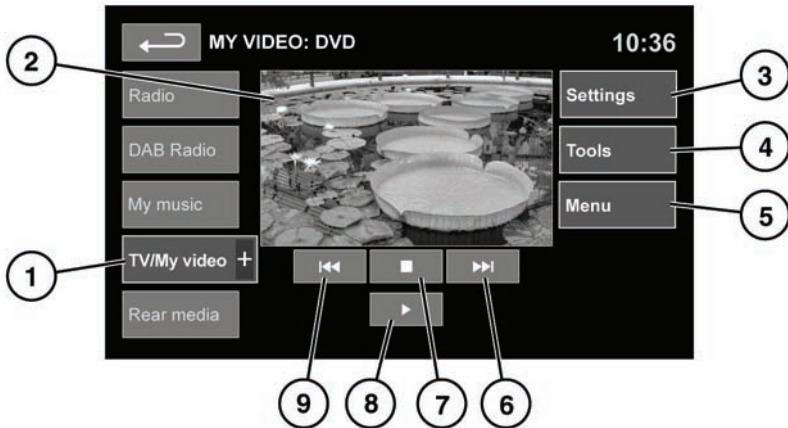 MY VIDEO: DVD
10:36
2
Radio
Settings
3
DAB Radio
Tools
4
My music
Menu
5
1
TV/My video +
Rear media
9
8
7
6